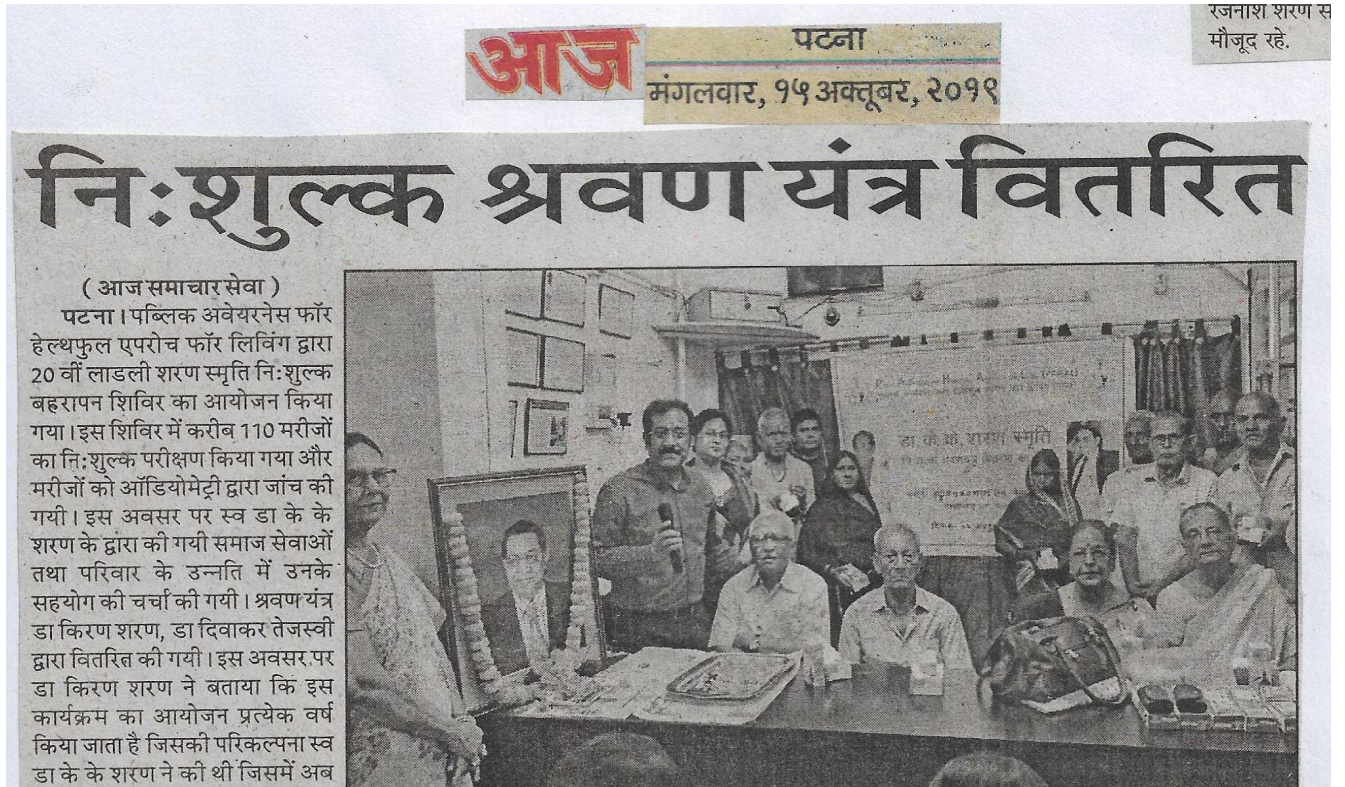 रजनाश शरण स
मौजूद रहे.
आज
पटना
मंगलवार, १५ अक्तूबर, २०१९
नि:शुल्क श्रवण यंत्र वितरित
( आज समाचार सेवा )
पटना। पब्लिक अवेयरनेस फॉर
हेल्थफुल एपरोच फॉर लिविंग द्वारा
20 वीं लाडली शरण स्मृति नि:शुल्क
बहरापन शिविर का आयोजन किया
गया। इस शिविर में करीब 110 मरीजों
का नि:शुल्क परीक्षण किया गया और
मरीजों को ऑडियोमेट्री द्वारा जांच की
गयी। इस अवसर पर स्व डा के के
शरण के द्वारा की गयी समाज सेवाओं
तथा परिवार के उन्नति में उनके
सहयोग की चर्चा की गयी। श्रवण यंत्र
डा किरण शरण, डा दिवाकर तेजस्वी
द्वारा वितरित की गयी। इस अवसर पर
डा किरण शरण ने बताया कि इस
कार्यक्रम का आयोजन प्रत्येक वर्ष
किया जाता है जिसकी परिकल्पना स्व
डा के के शरण ने की थी जिसमें अब
डा के. के. शरण स्मृति